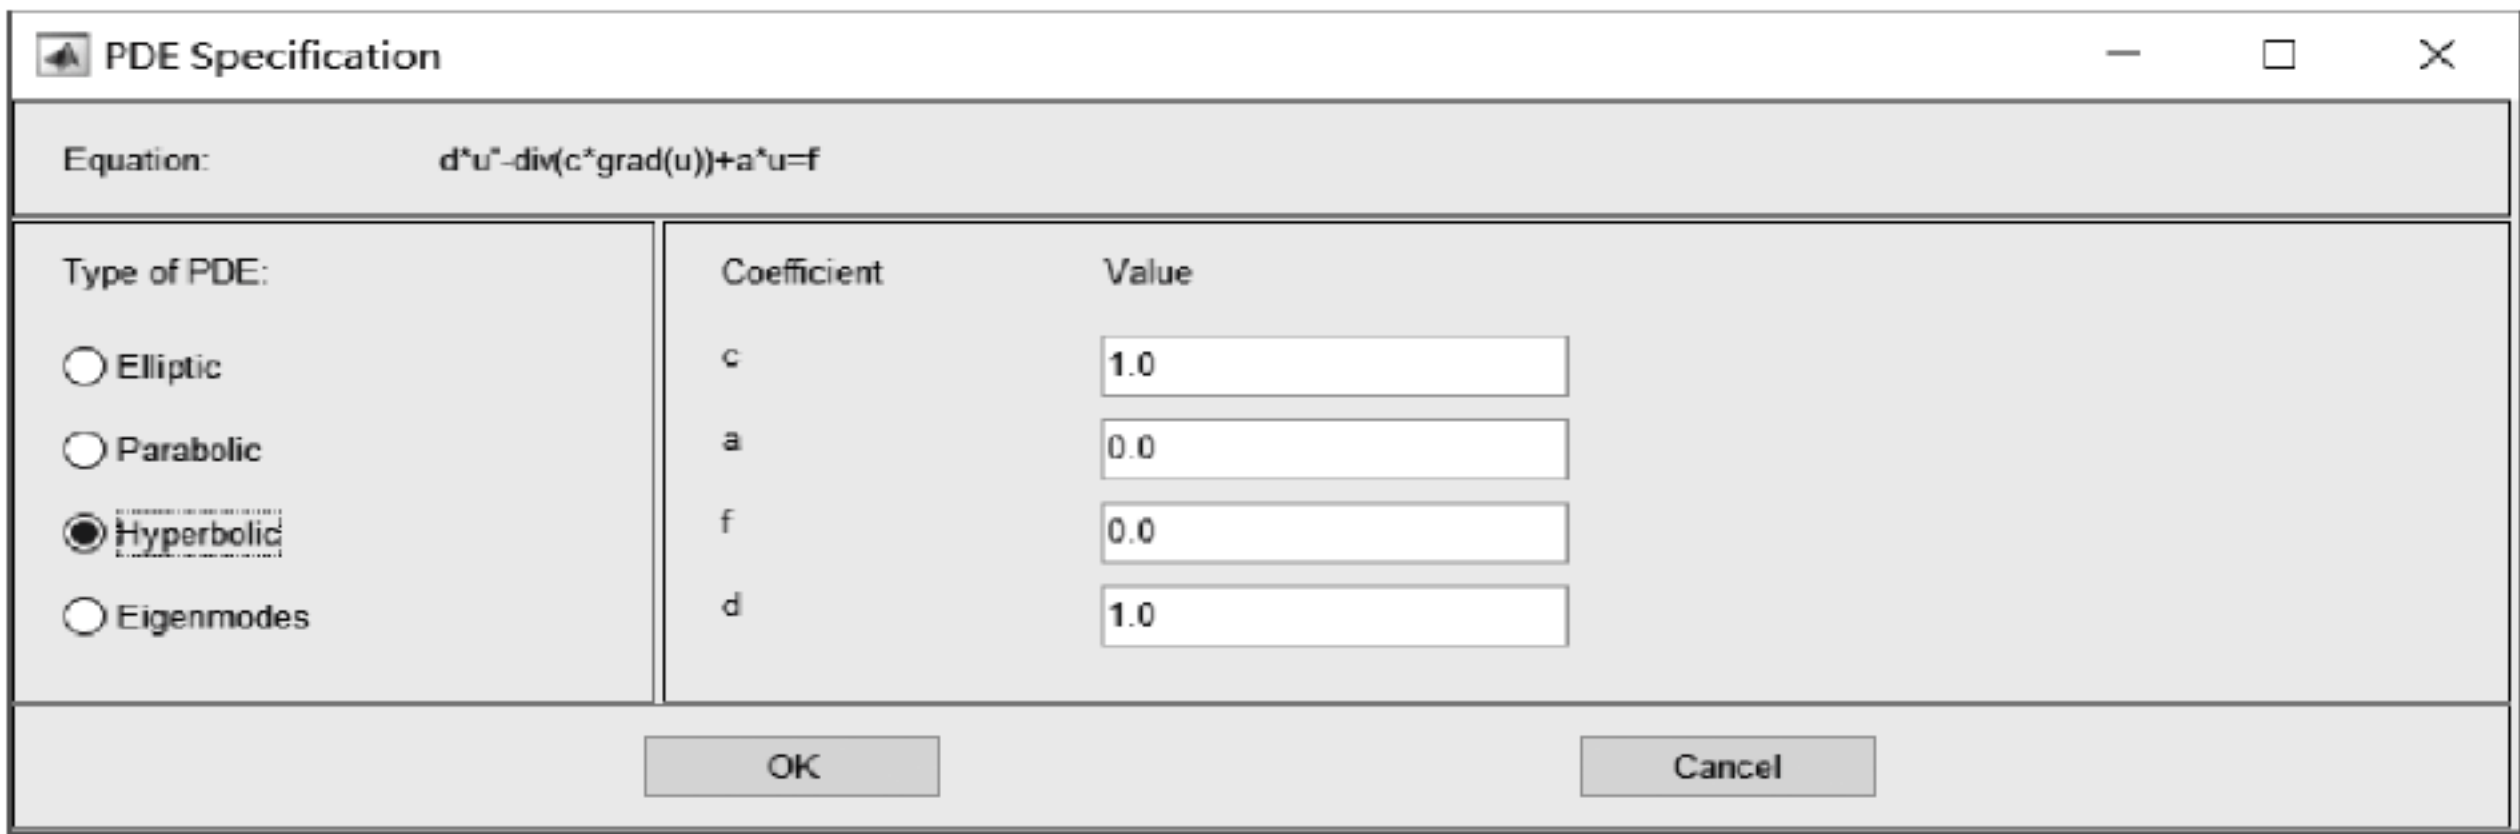 PDE Specification
Equation: d*u''-div(c*grad(u))+a*u=f
Type of PDE:
Elliptic
Parabolic
Hyperbolic
Eigenmodes
Coefficient Value
c 1.0
a 0.0
f 0.0
d 1.0
OK Cancel